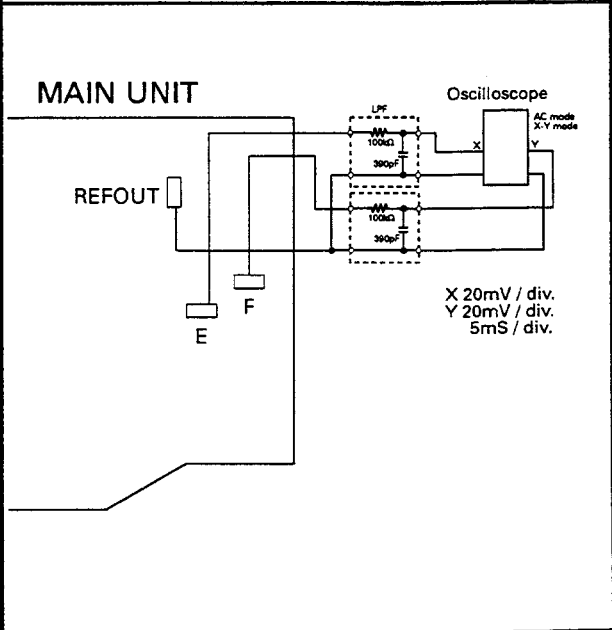 MAIN UNIT
Oscilloscope
LPF
AC mode
X-Y mode
100kΩ
X
Y
390pF
REFOUT
100kΩ
390pF
F
E
X 20mV / div.
Y 20mV / div.
5mS / div.